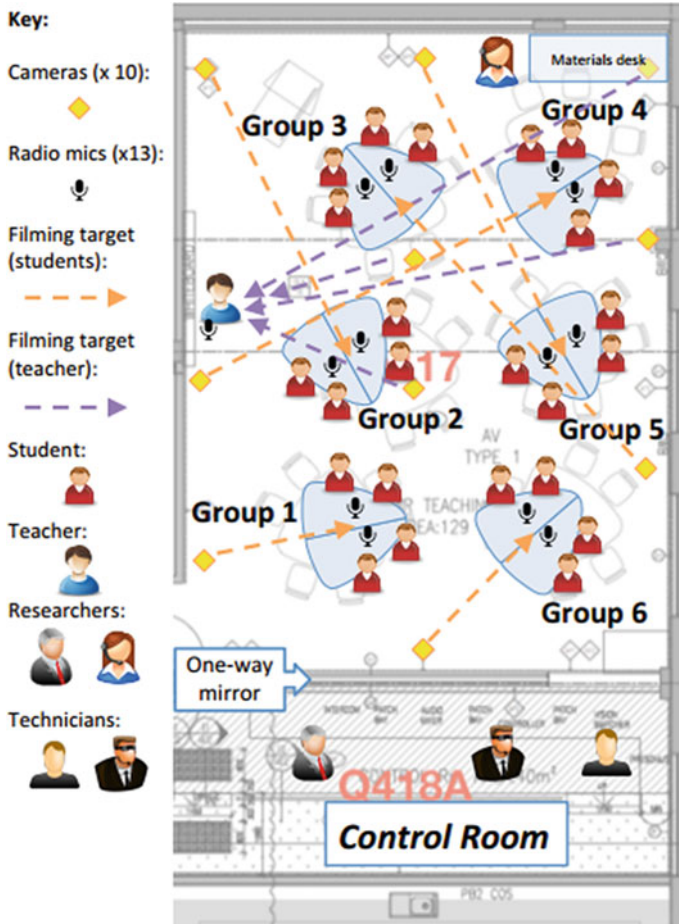 Key:
Cameras (x 10):
Radio mics (x13):
Filming target
(students):
Filming target
(teacher):
Student:
Teacher:
Researchers:
Technicians:
Materials desk
Group 3
Group 4
17
Group 2
Group 5
AV
TYPE 1
Group 1
Group 6
One-way
mirror
Q418A
Control Room
PB2 COS